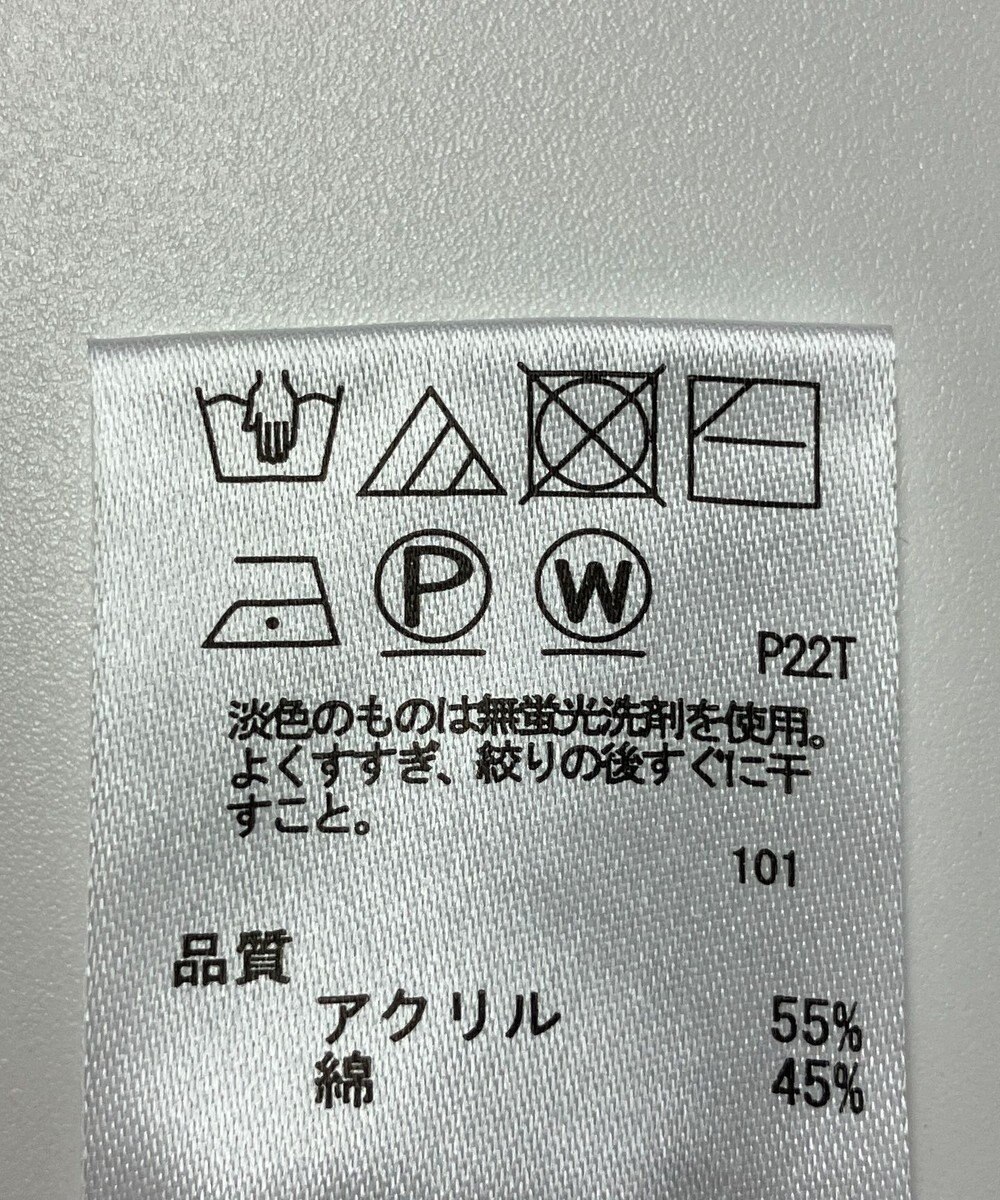 P W
P22T
淡色のものは無蛍光洗剤を使用。
よくすすぎ、絞りの後すぐに干
すこと。
101
品質
アクリル 55%
綿 45%